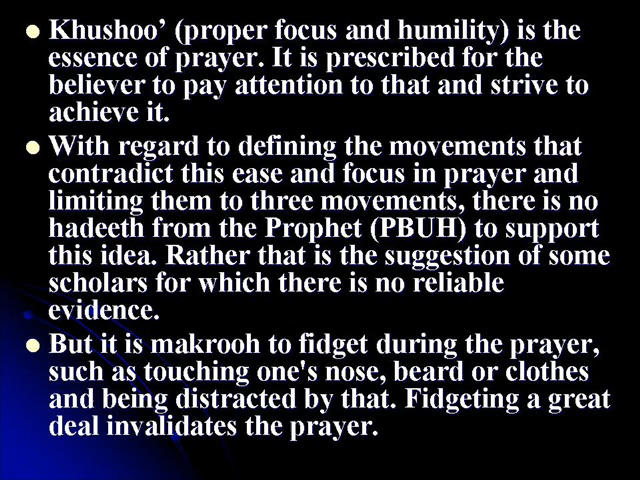 Khushoo’ (proper focus and humility) is the
essence of prayer. It is prescribed for the
believer to pay attention to that and strive to
achieve it.
With regard to defining the movements that
contradict this ease and focus in prayer and
limiting them to three movements, there is no
hadeeth from the Prophet (PBUH) to support
this idea. Rather that is the suggestion of some
scholars for which there is no reliable
evidence.
But it is makrooh to fidget during the prayer,
such as touching one's nose, beard or clothes
and being distracted by that. Fidgeting a great
deal invalidates the prayer.